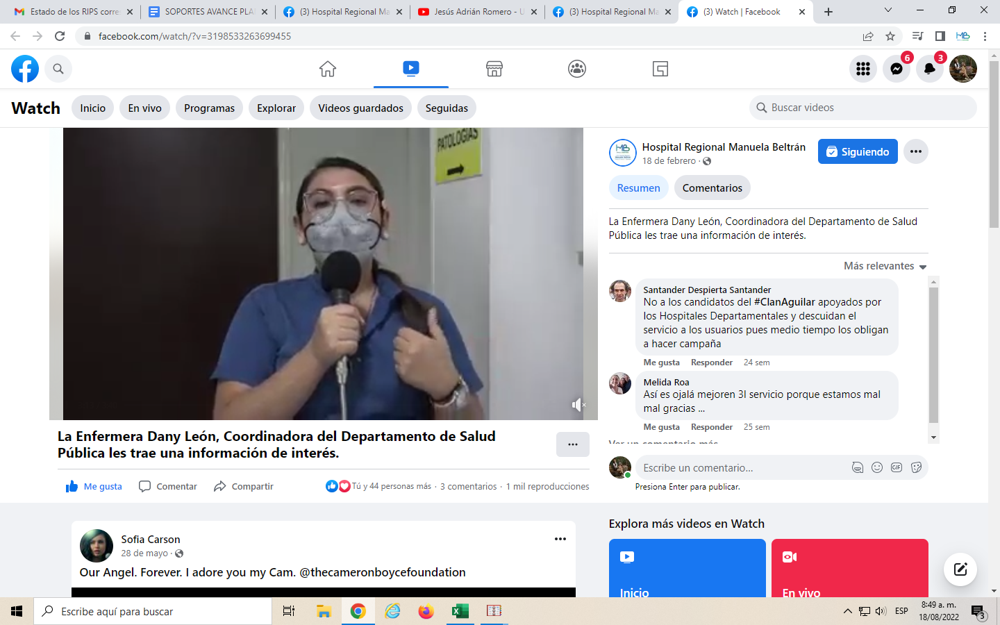 Estado de los RIPS corre
SOPORTES AVANCE PLA
(3) Hospital Regional Ma
Jesús Adrián Romero - U
(3) Hospital Regional Ma
(3) Watch | Facebook
facebook.com/watch/?v=3198533263699455
6
3
Watch
Inicio
En vivo
Programas
Explorar
Videos guardados
Seguidas
Buscar videos
PATOLOGIAS
Hospital Regional Manuela Beltrán
18 de febrero ·
Siguiendo
Resumen
Comentarios
La Enfermera Dany León, Coordinadora del Departamento de Salud
Pública les trae una información de interés.
Más relevantes
Santander Despierta Santander
No a los candidatos del #ClanAguilar apoyados por
los Hospitales Departamentales y descuidan el
servicio a los usuarios pues medio tiempo los obligan
a hacer campaña
Me gusta Responder 24 sem
Melida Roa
Así es ojalá mejoren 3l servicio porque estamos mal
mal gracias ...
Me gusta Responder 25 sem
Ver un comentario más
Escribe un comentario...
GIF
Presiona Enter para publicar.
La Enfermera Dany León, Coordinadora del Departamento de Salud
Pública les trae una información de interés.
Me gusta
Comentar
Compartir
Tú y 44 personas más · 3 comentarios · 1 mil reproducciones
Sofia Carson
28 de mayo ·
Our Angel. Forever. I adore you my Cam. @thecameronboycefoundation
Explora más videos en Watch
Inicio
En vivo
Escribe aquí para buscar
ESP
8:49 a. m.
18/08/2022
3